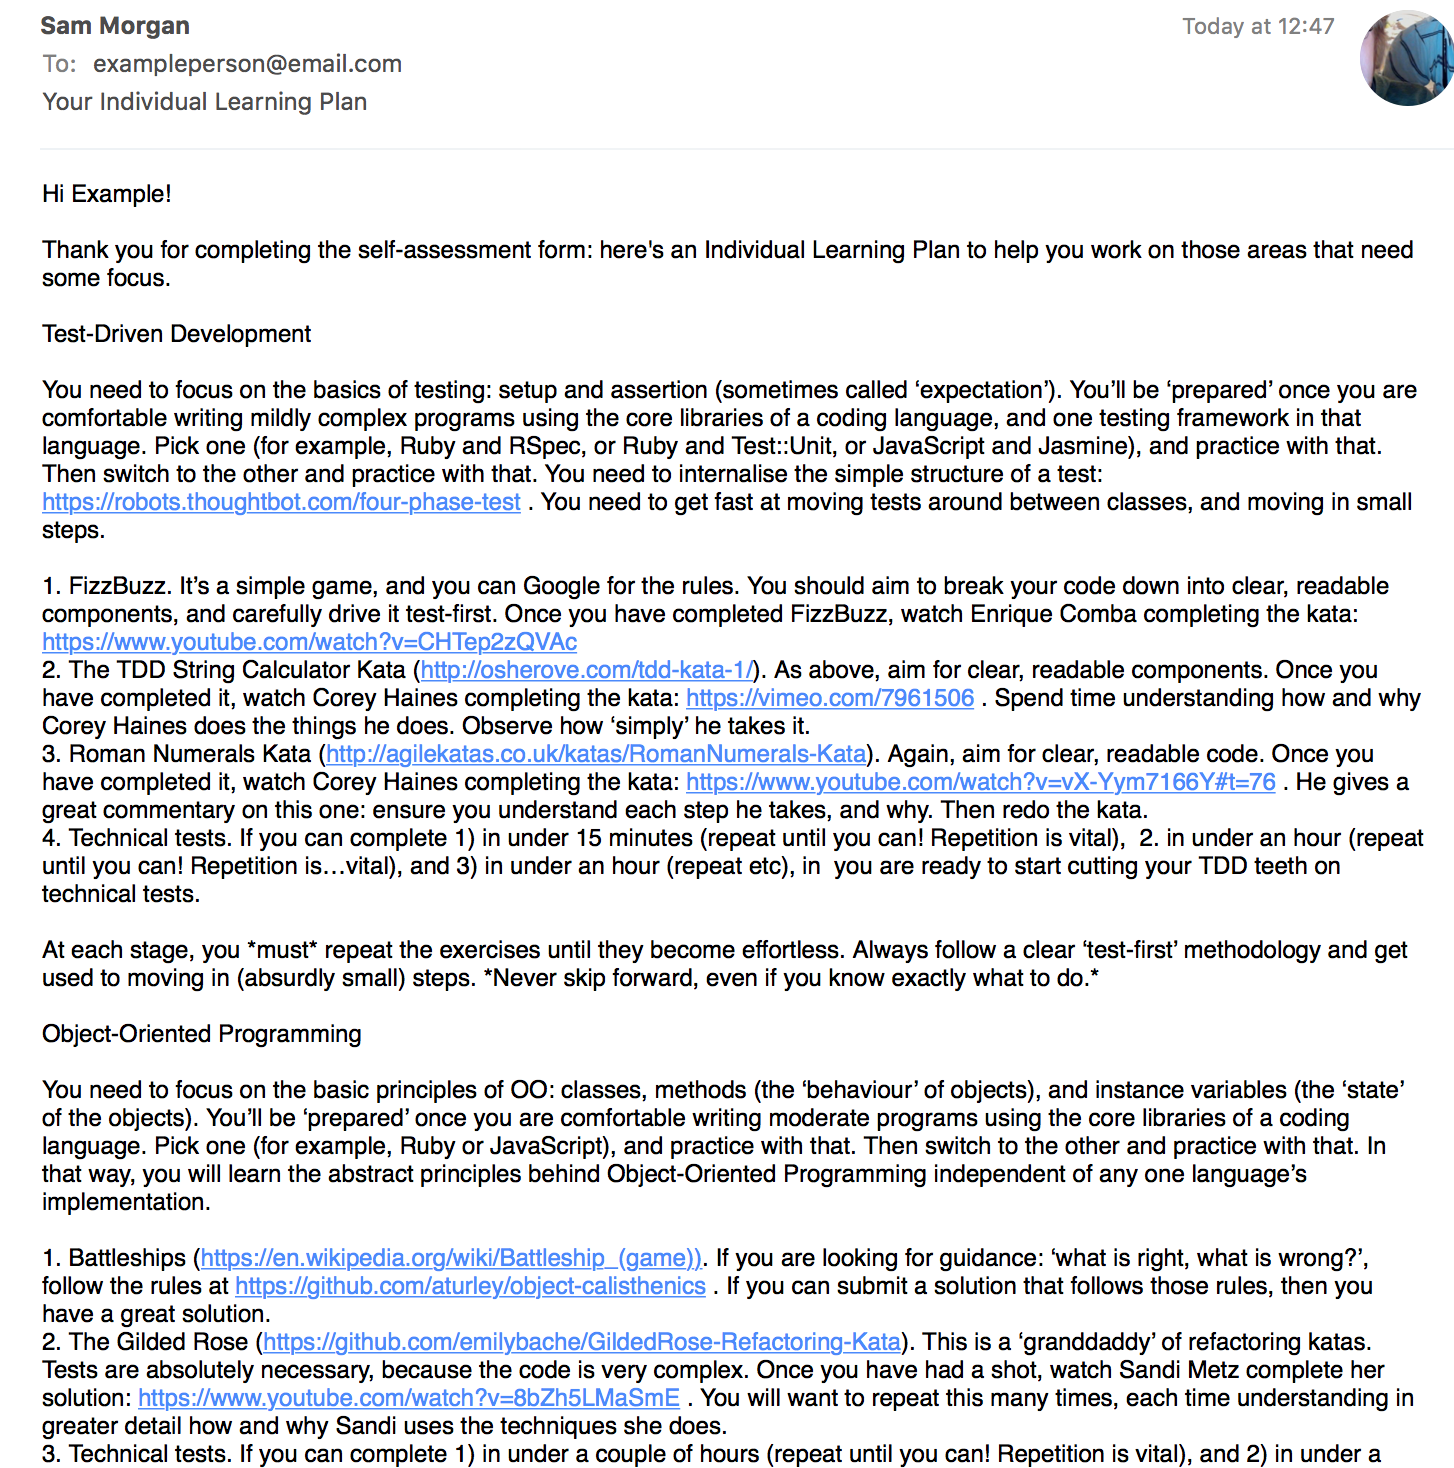 Sam Morgan
Today at 12:47
To: exampleperson@email.com
Your Individual Learning Plan
Hi Example!
Thank you for completing the self-assessment form: here's an Individual Learning Plan to help you work on those areas that need
some focus.
Test-Driven Development
You need to focus on the basics of testing: setup and assertion (sometimes called ‘expectation’). You’ll be ‘prepared’ once you are
comfortable writing mildly complex programs using the core libraries of a coding language, and one testing framework in that
language. Pick one (for example, Ruby and RSpec, or Ruby and Test::Unit, or JavaScript and Jasmine), and practice with that.
Then switch to the other and practice with that. You need to internalise the simple structure of a test:
https://robots.thoughtbot.com/four-phase-test . You need to get fast at moving tests around between classes, and moving in small
steps.
1. FizzBuzz. It’s a simple game, and you can Google for the rules. You should aim to break your code down into clear, readable
components, and carefully drive it test-first. Once you have completed FizzBuzz, watch Enrique Comba completing the kata:
https://www.youtube.com/watch?v=CHTep2zQVAc
2. The TDD String Calculator Kata (http://osherove.com/tdd-kata-1/). As above, aim for clear, readable components. Once you
have completed it, watch Corey Haines completing the kata: https://vimeo.com/7961506 . Spend time understanding how and why
Corey Haines does the things he does. Observe how ‘simply’ he takes it.
3. Roman Numerals Kata (http://agilekatas.co.uk/katas/RomanNumerals-Kata). Again, aim for clear, readable code. Once you
have completed it, watch Corey Haines completing the kata: https://www.youtube.com/watch?v=vX-Yym7166Y#t=76 . He gives a
great commentary on this one: ensure you understand each step he takes, and why. Then redo the kata.
4. Technical tests. If you can complete 1) in under 15 minutes (repeat until you can! Repetition is vital),  2. in under an hour (repeat
until you can! Repetition is…vital), and 3) in under an hour (repeat etc), in  you are ready to start cutting your TDD teeth on
technical tests.
At each stage, you *must* repeat the exercises until they become effortless. Always follow a clear ‘test-first’ methodology and get
used to moving in (absurdly small) steps. *Never skip forward, even if you know exactly what to do.*
Object-Oriented Programming
You need to focus on the basic principles of OO: classes, methods (the ‘behaviour’ of objects), and instance variables (the ‘state’
of the objects). You’ll be ‘prepared’ once you are comfortable writing moderate programs using the core libraries of a coding
language. Pick one (for example, Ruby or JavaScript), and practice with that. Then switch to the other and practice with that. In
that way, you will learn the abstract principles behind Object-Oriented Programming independent of any one language’s
implementation.
1. Battleships (https://en.wikipedia.org/wiki/Battleship_(game)). If you are looking for guidance: ‘what is right, what is wrong?’,
follow the rules at https://github.com/aturley/object-calisthenics . If you can submit a solution that follows those rules, then you
have a great solution.
2. The Gilded Rose (https://github.com/emilybache/GildedRose-Refactoring-Kata). This is a ‘granddaddy’ of refactoring katas.
Tests are absolutely necessary, because the code is very complex. Once you have had a shot, watch Sandi Metz complete her
solution: https://www.youtube.com/watch?v=8bZh5LMaSmE . You will want to repeat this many times, each time understanding in
greater detail how and why Sandi uses the techniques she does.
3. Technical tests. If you can complete 1) in under a couple of hours (repeat until you can! Repetition is vital), and 2) in under a